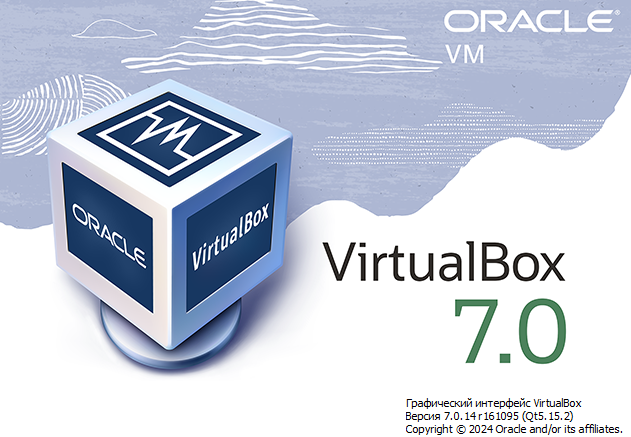 ORACLE®
VM
ORACLE
VirtualBox
VirtualBox
7.0
Графический интерфейс VirtualBox
Версия 7.0.14 r161095 (Qt5.15.2)
Copyright © 2024 Oracle and/or its affiliates.